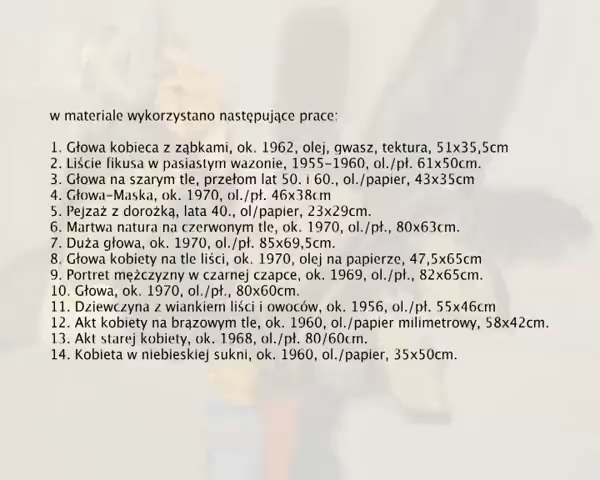 w materiale wykorzystano następujące prace:
1. Głowa kobieca z ząbkami, ok. 1962, olej, gwasz, tektura, 51x35,5cm
2. Liście fikusa w pasiastym wazonie, 1955-1960, ol./pł. 61x50cm.
3. Głowa na szarym tle, przełom lat 50. i 60., ol./papier, 43x35cm
4. Głowa-Maska, ok. 1970, ol./pł. 46x38cm
5. Pejzaż z dorożką, lata 40., ol/papier, 23x29cm.
6. Martwa natura na czerwonym tle, ok. 1970, ol./pł., 80x63cm.
7. Duża głowa, ok. 1970, ol./pł. 85x69,5cm.
8. Głowa kobiety na tle liści, ok. 1970, olej na papierze, 47,5x65cm
9. Portret mężczyzny w czarnej czapce, ok. 1969, ol./pł., 82x65cm.
10. Głowa, ok. 1970, ol./pł., 80x60cm.
11. Dziewczyna z wiankiem liści i owoców, ok. 1956, ol./pł. 55x46cm
12. Akt kobiety na brązowym tle, ok. 1960, ol./papier milimetrowy, 58x42cm.
13. Akt starej kobiety, ok. 1968, ol./pł. 80/60cm.
14. Kobieta w niebieskiej sukni, ok. 1960, ol./papier, 35x50cm.